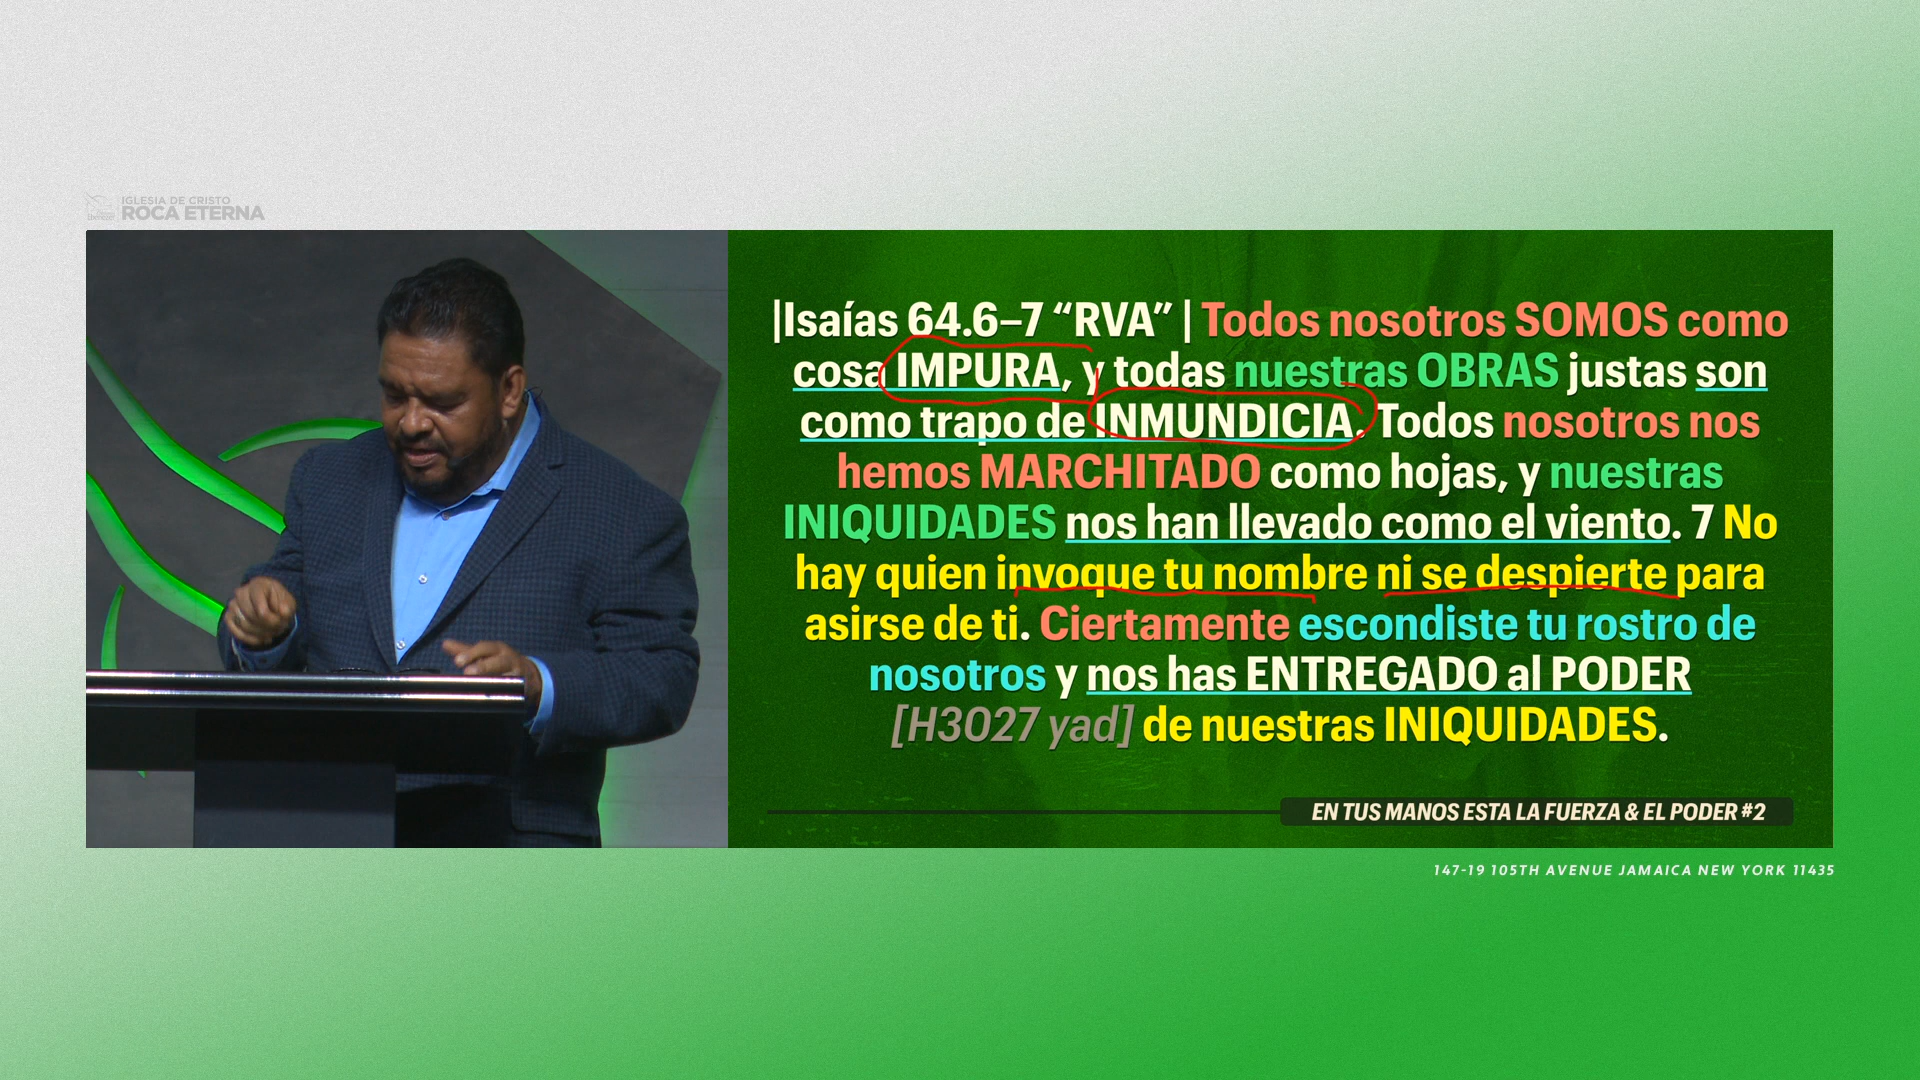 IGLESIA DE CRISTO
ROCA ETERNA
|Isaías 64.6–7 “RVA” | Todos nosotros SOMOS como
cosa IMPURA, y todas nuestras OBRAS justas son
como trapo de INMUNDICIA. Todos nosotros nos
hemos MARCHITADO como hojas, y nuestras
INIQUIDADES nos han llevado como el viento. 7 No
hay quien invoque tu nombre ni se despierte para
asirse de ti. Ciertamente escondiste tu rostro de
nosotros y nos has ENTREGADO al PODER
[H3027 yad] de nuestras INIQUIDADES.
EN TUS MANOS ESTA LA FUERZA & EL PODER #2
147-19 105TH AVENUE JAMAICA NEW YORK 11435